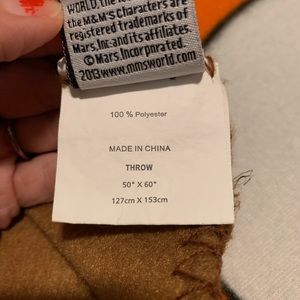 WORLD, the
the M&M'S Characters are
registered trademarks of
Mars, Inc. and its affiliates.
© Mars, Incorporated.
2013 www.mmsworld.com
100 % Polyester
MADE IN CHINA
THROW
50" X 60"
127cm X 153cm